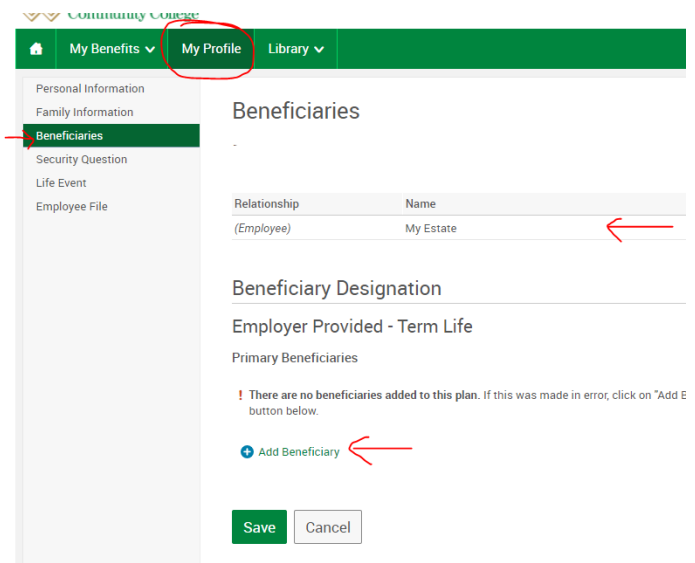 Community College
My Benefits My Profile Library
Personal Information
Family Information
Beneficiaries
Security Question
Life Event
Employee File
Beneficiaries
-
Relationship Name
(Employee) My Estate
Beneficiary Designation
Employer Provided - Term Life
Primary Beneficiaries
! There are no beneficiaries added to this plan. If this was made in error, click on "Add
button below.
Add Beneficiary
Save Cancel